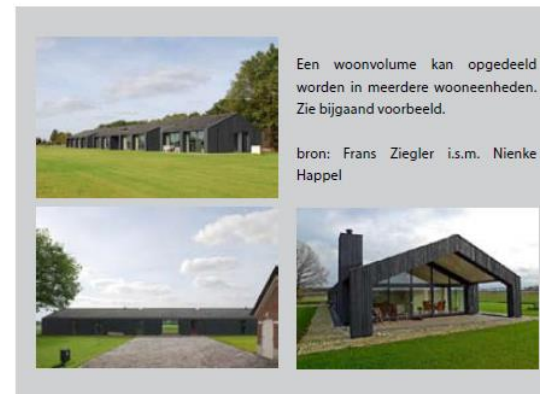 Een woonvolume kan opgedeeld
worden in meerdere wooneenheden.
Zie bijgaand voorbeeld.
bron: Frans Ziegler i.s.m. Nienke
Happel